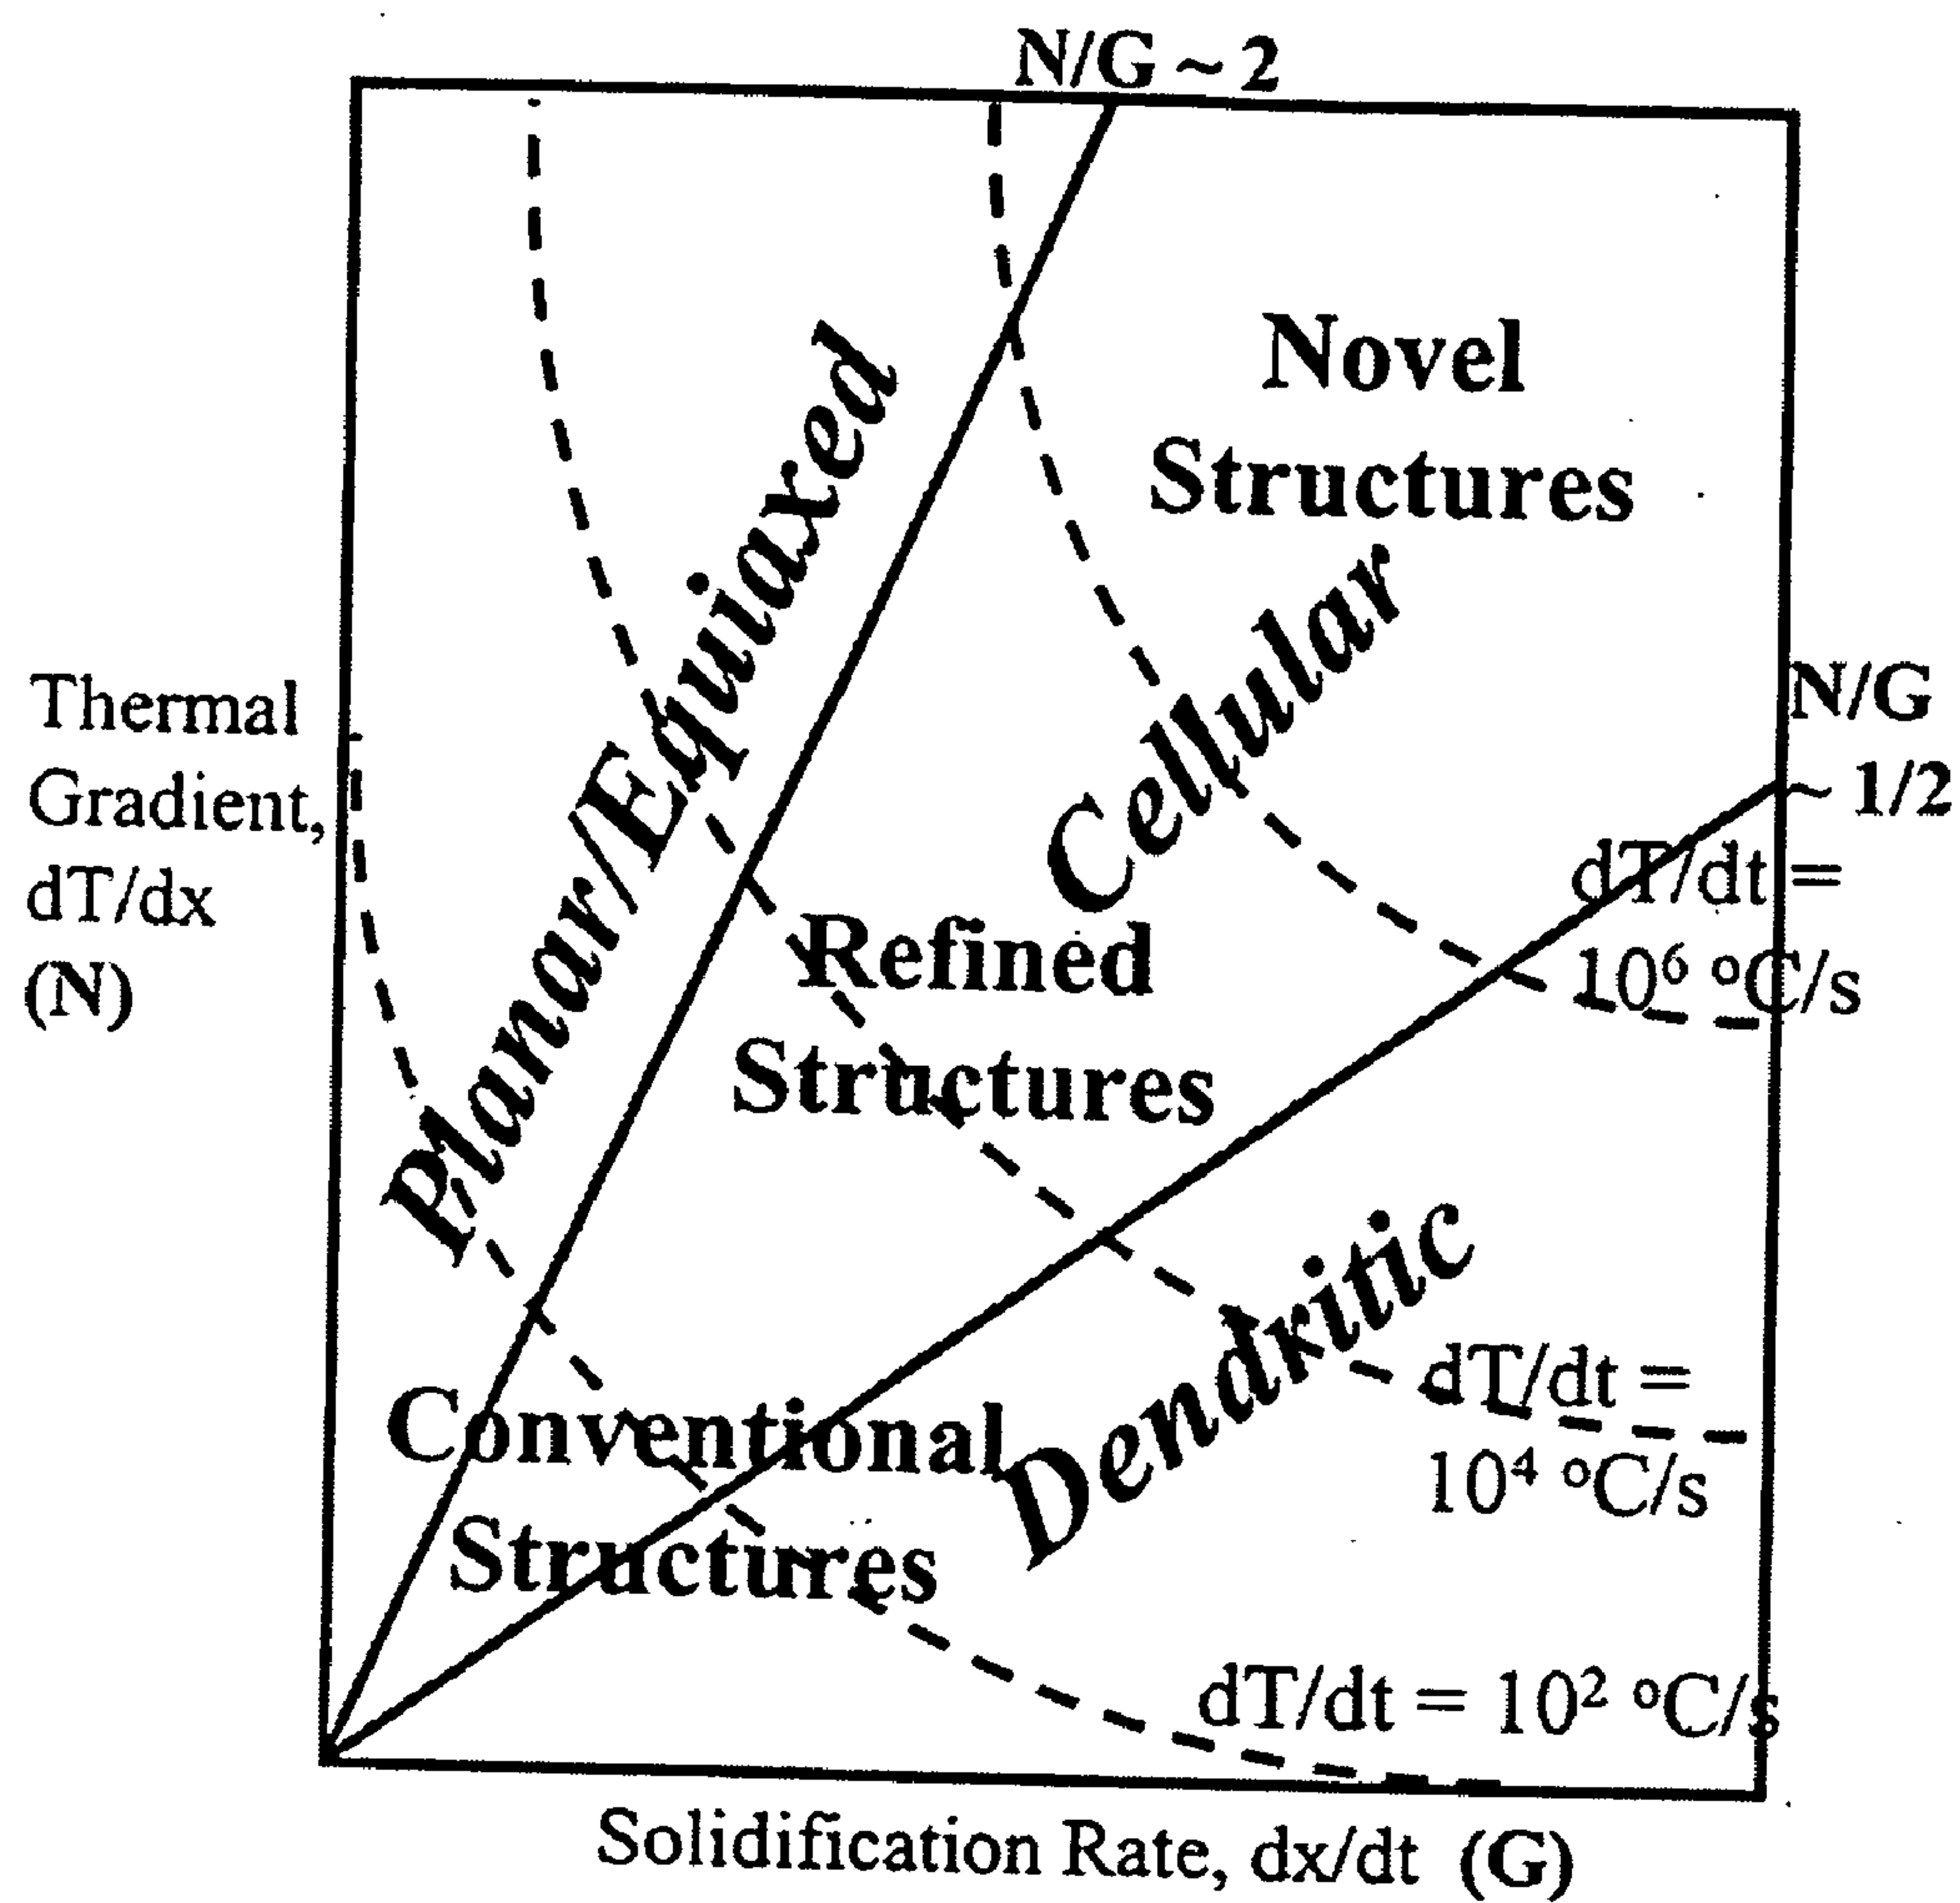 N/G ~ 2
Novel
Structures
Planar/Equiaxed
Cellular
Thermal
Gradient,
dT/dx
(N)
N/G
~ 1/2
dT/dt =
10⁶ °C/s
Refined
Structures
Dendritic
dT/dt =
10⁴ °C/s
Conventional
Structures
dT/dt = 10² °C/s
Solidification Rate, dx/dt (G)